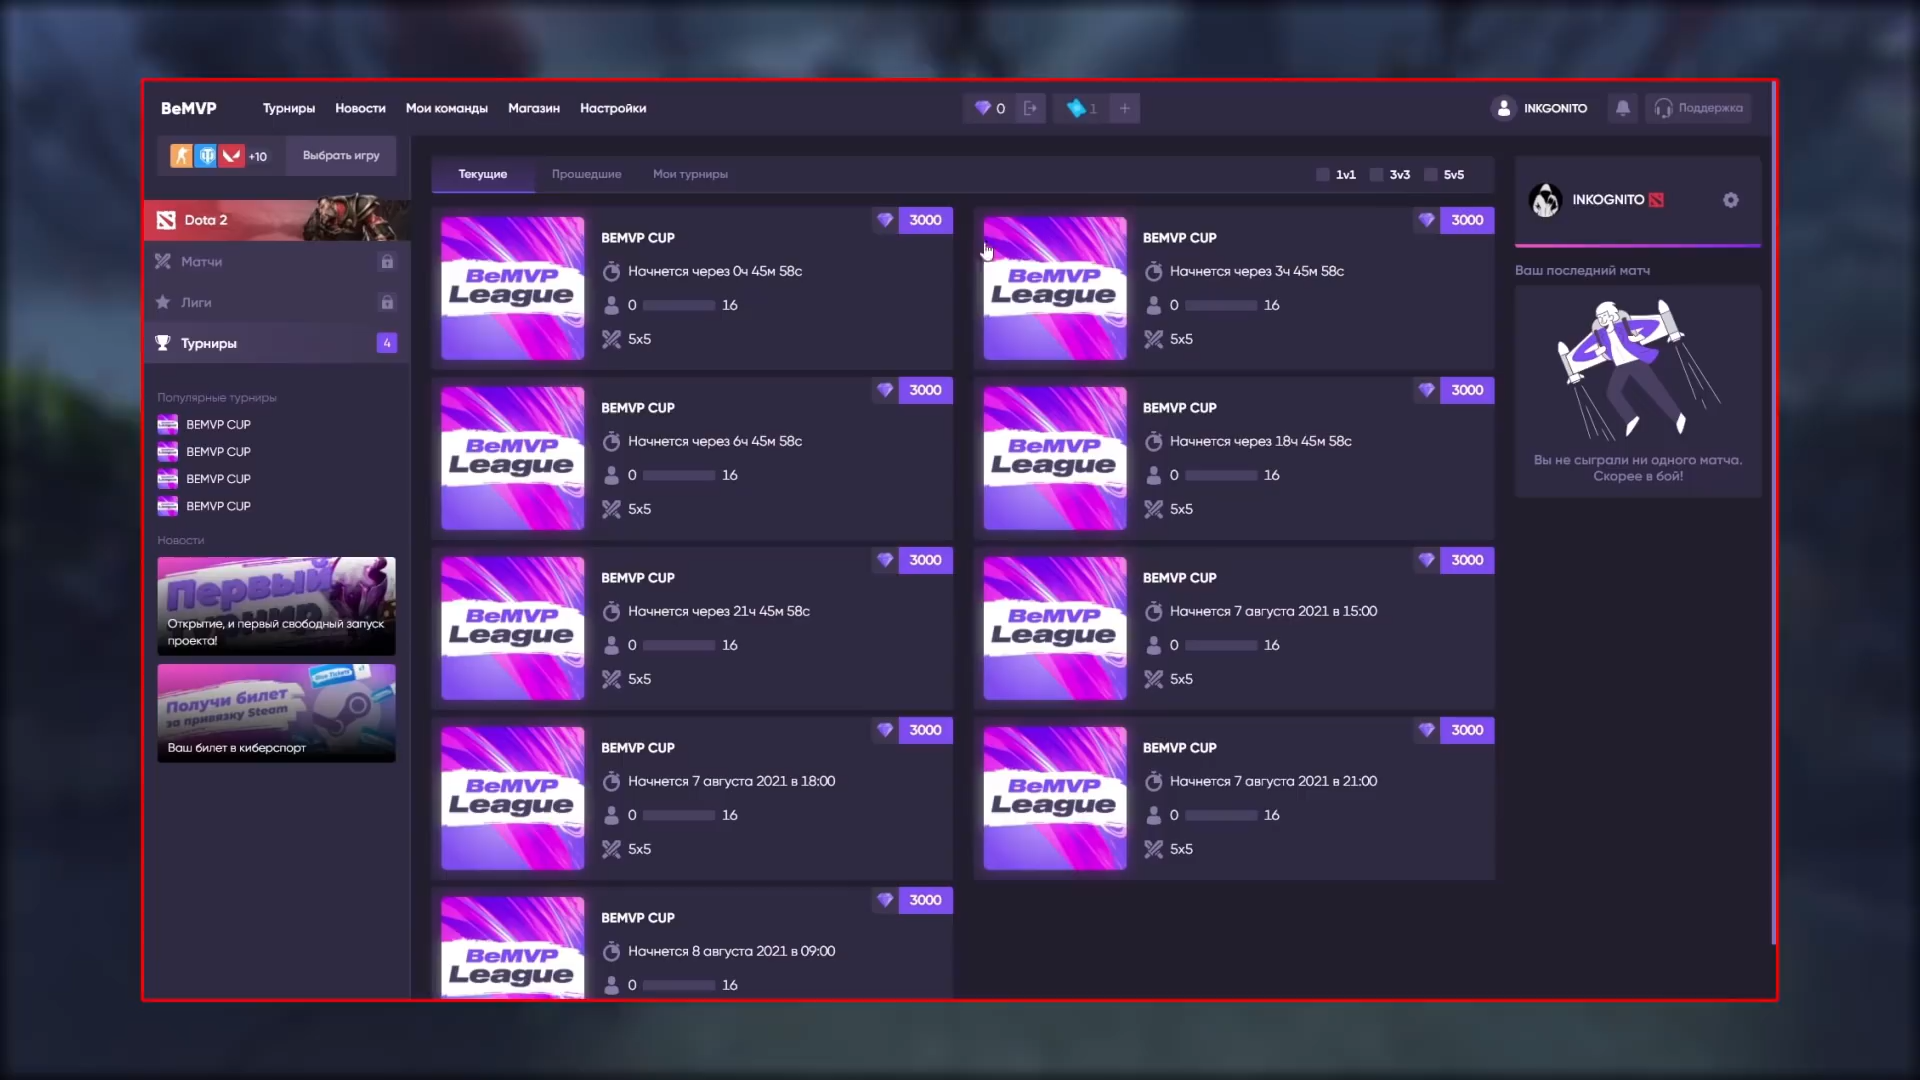 BeMVP
Турниры
Новости
Мои команды
Магазин
Настройки
0
1
+
INKGONITO
Поддержка
+10
Выбрать игру
Dota 2
Матчи
Лиги
Турниры
4
Популярные турниры
BEMVP CUP
BEMVP CUP
BEMVP CUP
BEMVP CUP
Новости
Первый
турнир
Открытие, и первый свободный запуск
проекта!
Blue Tickets
Получи билет
за привязку Steam
Ваш билет в киберспорт
Текущие
Прошедшие
Мои турниры
1v1
3v3
5v5
BeMVP
League
BEMVP CUP
3000
Начнется через 0ч 45м 58с
0 16
5x5
BeMVP
League
BEMVP CUP
3000
Начнется через 3ч 45м 58с
0 16
5x5
BeMVP
League
BEMVP CUP
3000
Начнется через 6ч 45м 58с
0 16
5x5
BeMVP
League
BEMVP CUP
3000
Начнется через 18ч 45м 58с
0 16
5x5
BeMVP
League
BEMVP CUP
3000
Начнется через 21ч 45м 58с
0 16
5x5
BeMVP
League
BEMVP CUP
3000
Начнется 7 августа 2021 в 15:00
0 16
5x5
BeMVP
League
BEMVP CUP
3000
Начнется 7 августа 2021 в 18:00
0 16
5x5
BeMVP
League
BEMVP CUP
3000
Начнется 7 августа 2021 в 21:00
0 16
5x5
BeMVP
League
BEMVP CUP
3000
Начнется 8 августа 2021 в 09:00
0 16
INKOGNITO
Ваш последний матч
Вы не сыграли ни одного матча.
Скорее в бой!